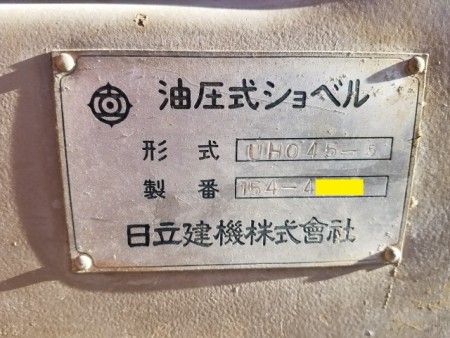 油圧式ショベル
形式 UH045-5
製番 154-4
日立建機株式會社